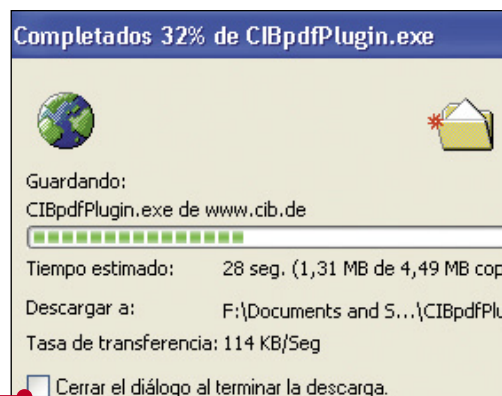 Completados 32% de CIBpdfPlugin.exe
Guardando:
CIBpdfPlugin.exe de www.cib.de
Tiempo estimado: 28 seg. (1,31 MB de 4,49 MB cop
Descargar a: F:\Documents and S...\CIBpdfPlu
Tasa de transferencia: 114 KB/Seg
Cerrar el diálogo al terminar la descarga.